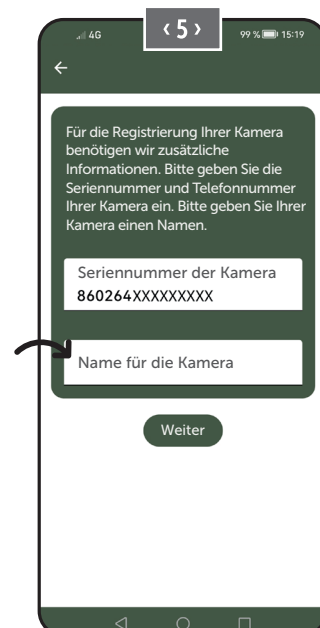 ‹ 5 ›
4G
99 % 15:19
Für die Registrierung Ihrer Kamera
benötigen wir zusätzliche
Informationen. Bitte geben Sie die
Seriennummer und Telefonnummer
Ihrer Kamera ein. Bitte geben Sie Ihrer
Kamera einen Namen.
Seriennummer der Kamera
860264XXXXXXXXX
Name für die Kamera
Weiter